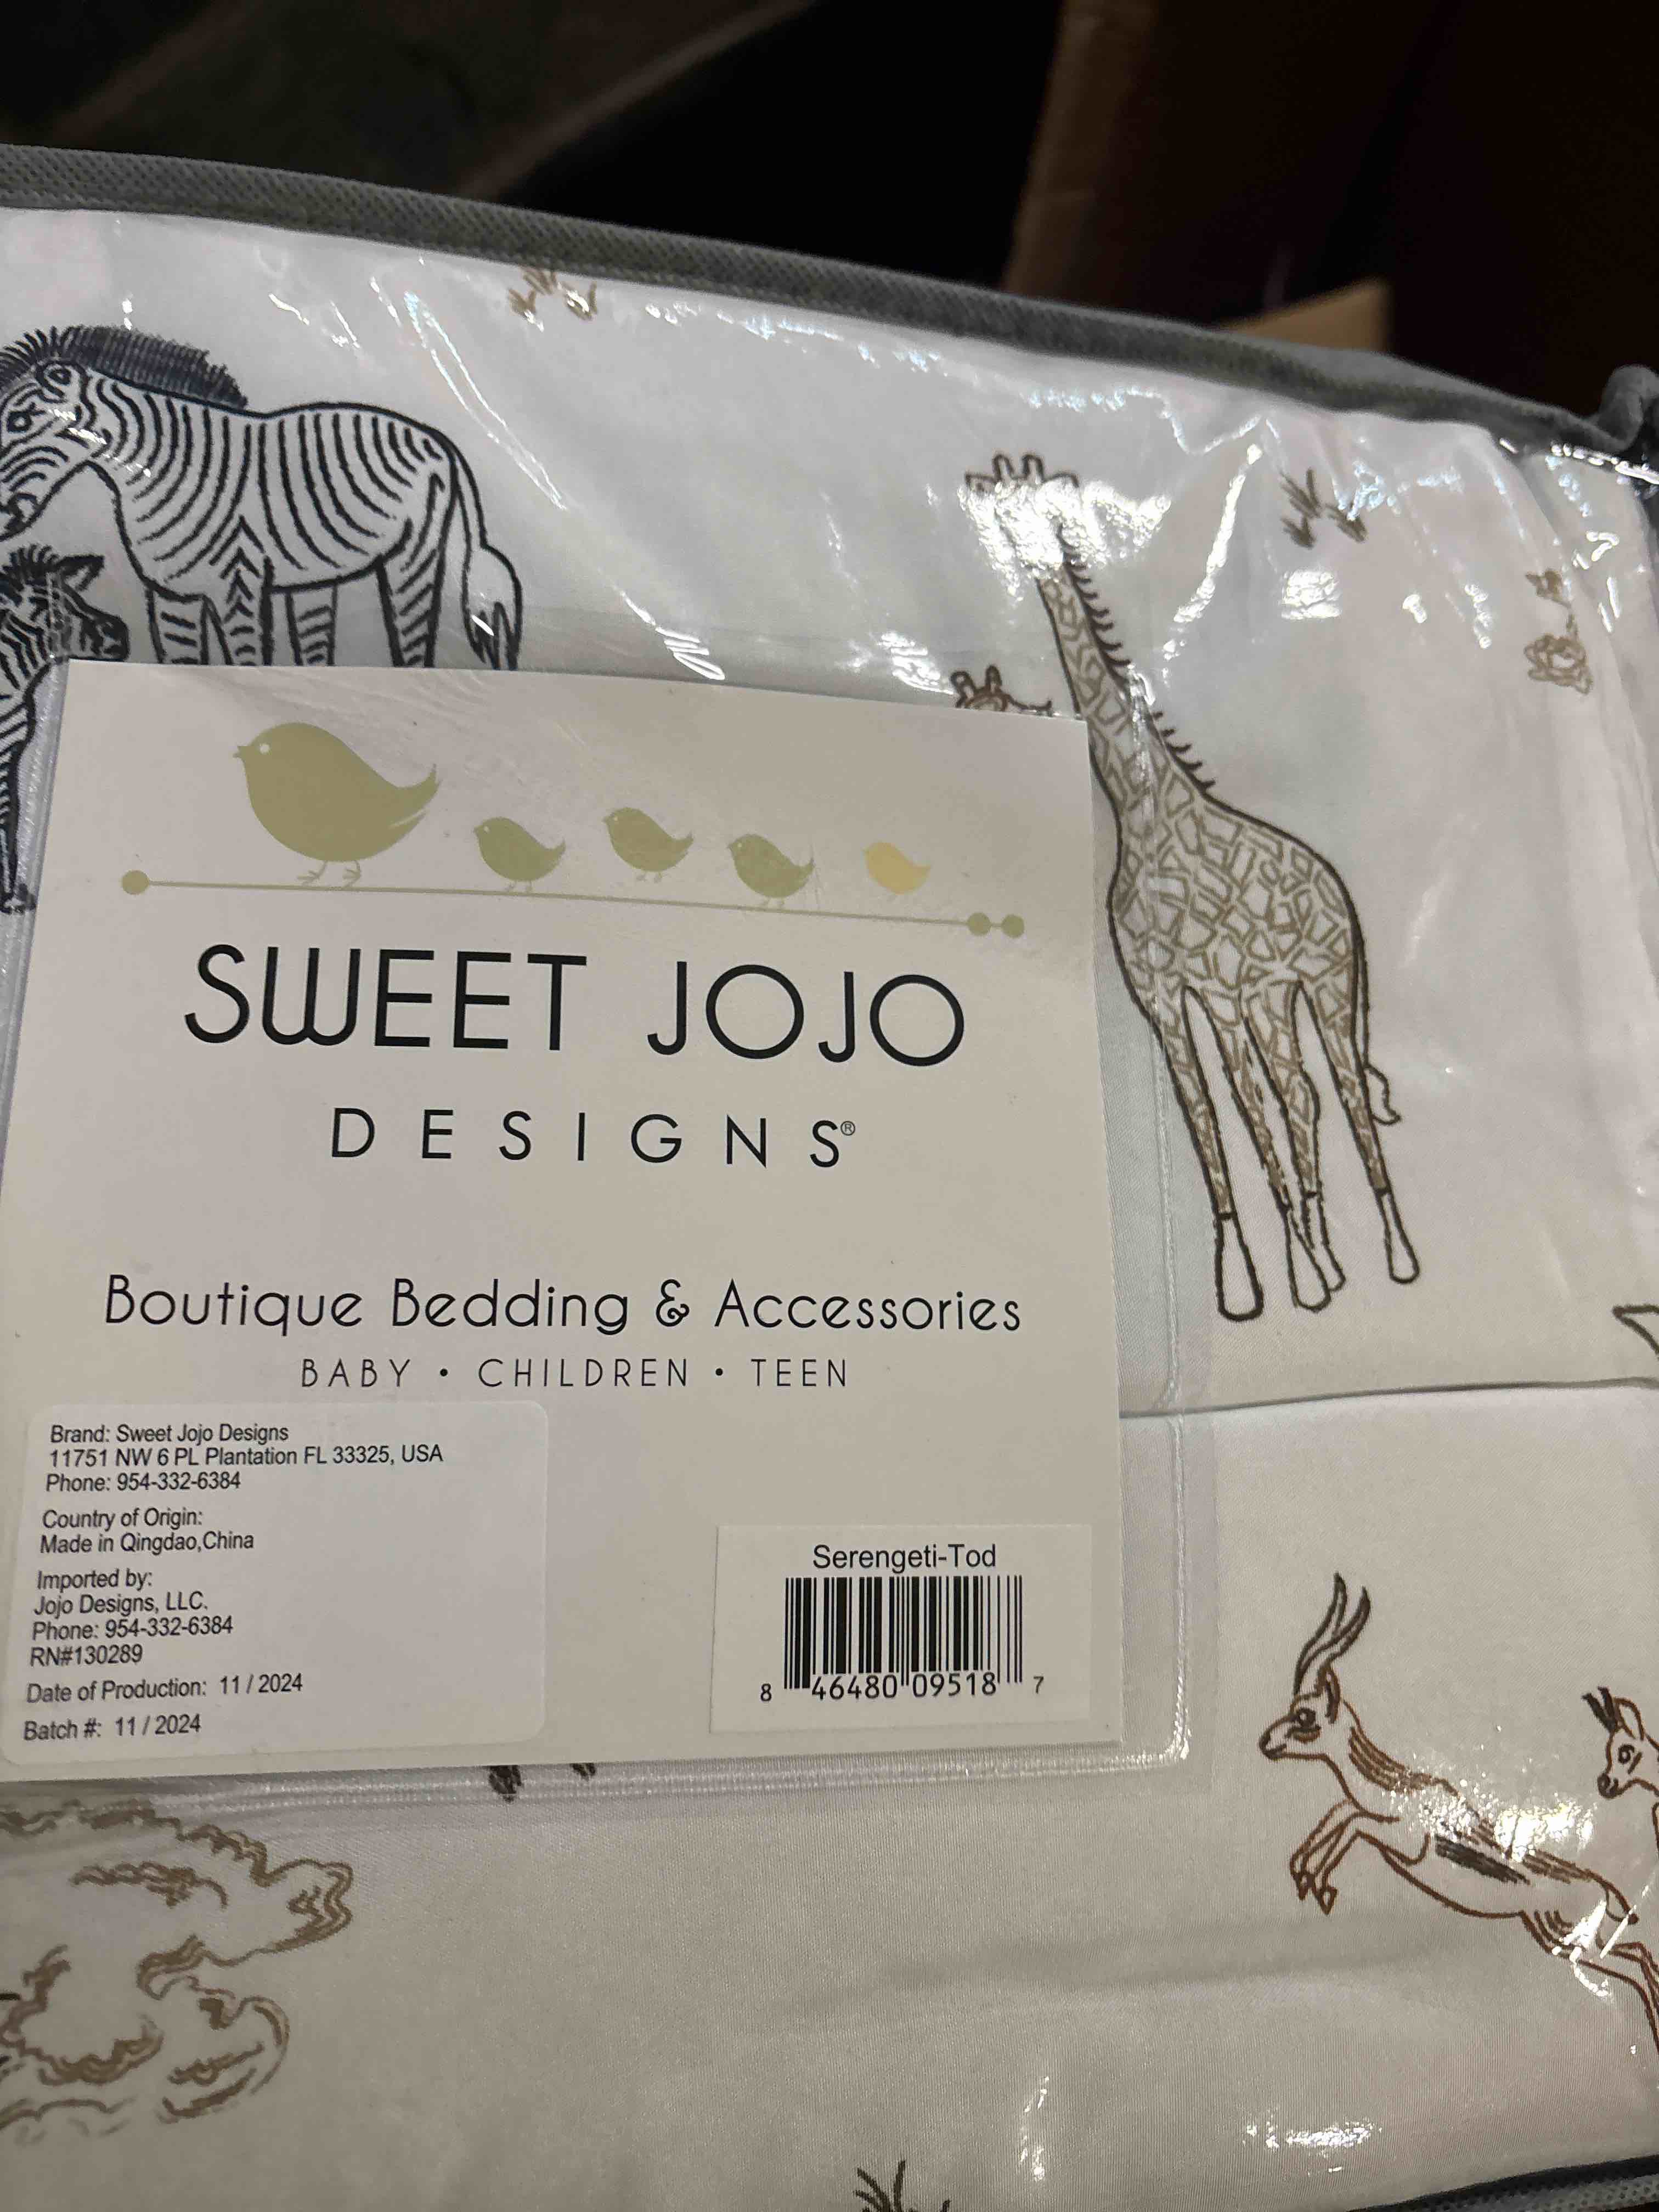 SWEET JOJO
DESIGNS®
Boutique Bedding & Accessories
BABY • CHILDREN • TEEN
Brand: Sweet Jojo Designs
11751 NW 6 PL Plantation FL 33325, USA
Phone: 954-332-6384
Country of Origin:
Made in Qingdao,China
Imported by:
Jojo Designs, LLC.
Phone: 954-332-6384
RN#130289
Date of Production: 11 / 2024
Batch #: 11 / 2024
Serengeti-Tod
8 46480 09518 7